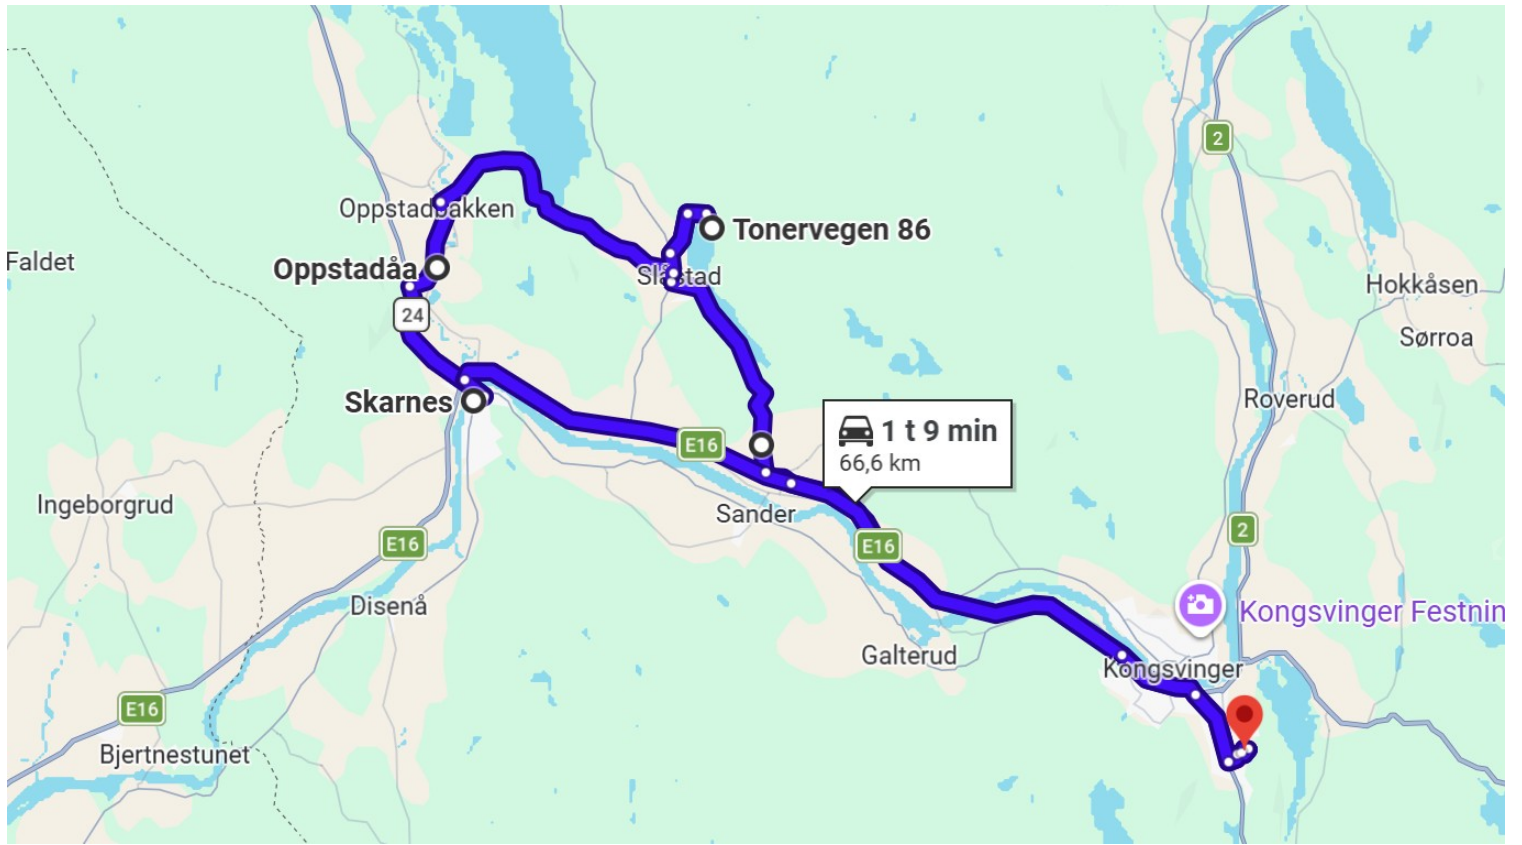 2
Oppstadbakken
Tonervegen 86
Faldet
Oppstadåa
Slåstad
Hokkåsen
24
Sørroa
Skarnes
Roverud
1 t 9 min
66,6 km
E16
Ingeborgrud
Sander
2
E16
E16
Disenå
Kongsvinger Festnin
Galterud
Kongsvinger
E16
Bjertnestunet